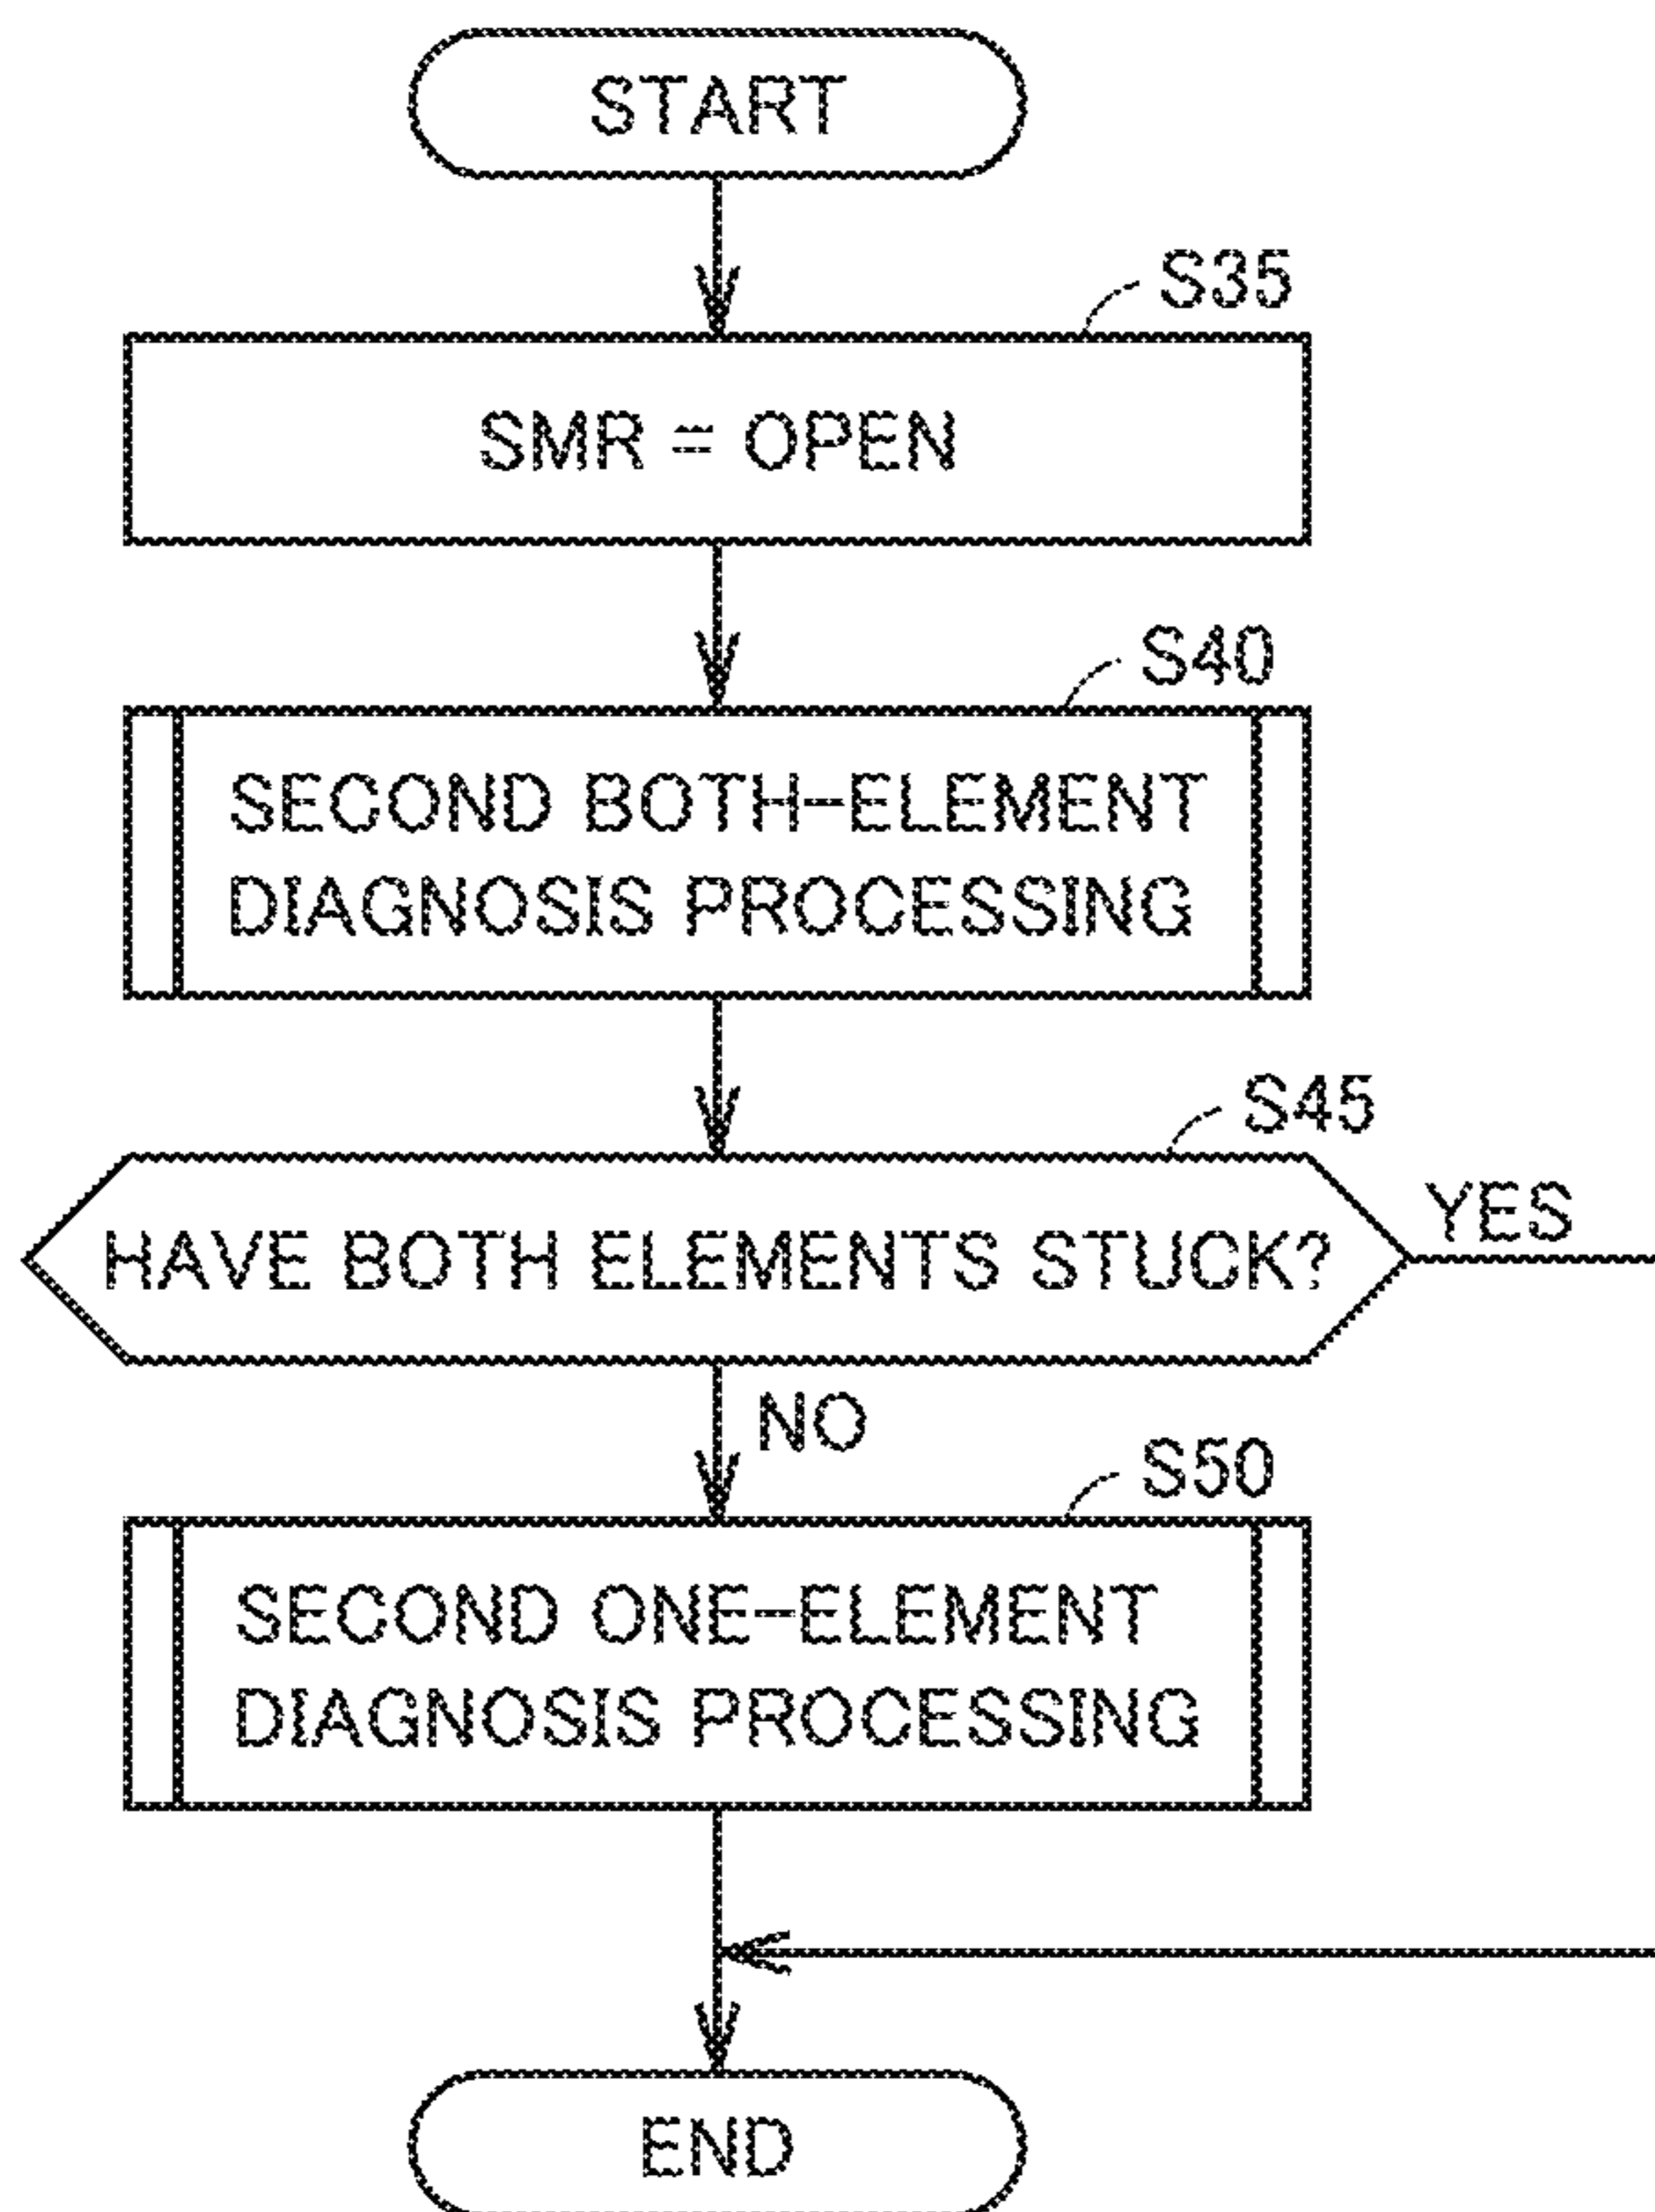 START
S35
SMR = OPEN
S40
SECOND BOTH-ELEMENT
DIAGNOSIS PROCESSING
S45
HAVE BOTH ELEMENTS STUCK?
YES
NO
S50
SECOND ONE-ELEMENT
DIAGNOSIS PROCESSING
END